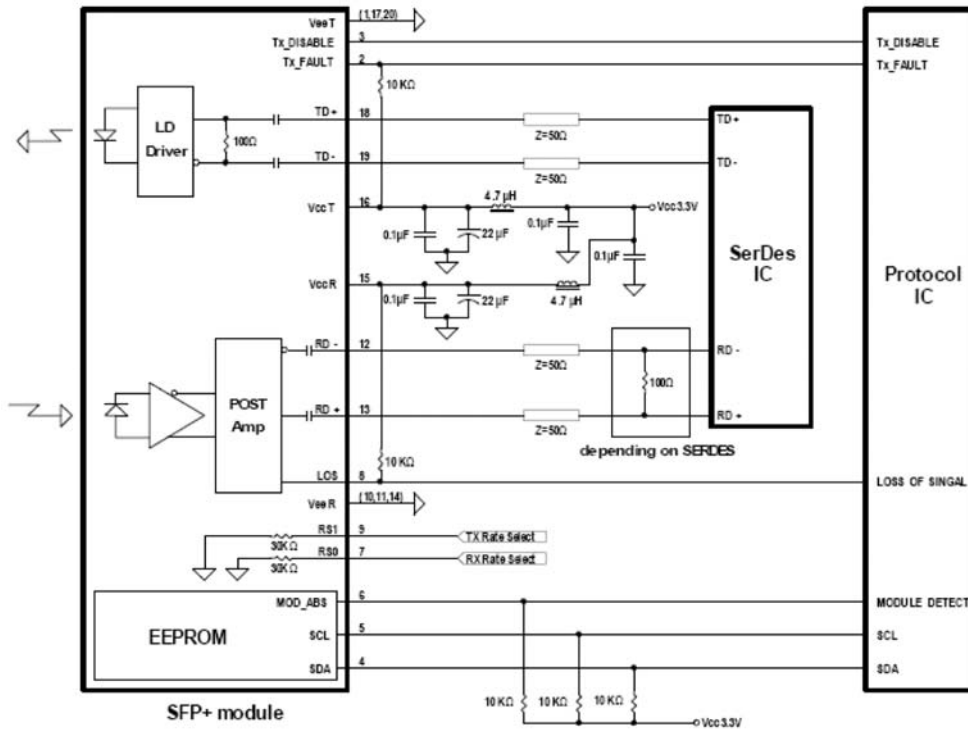 VeeT (1,17,20)
Tx_DISABLE 3 Tx_DISABLE
Tx_FAULT 2 Tx_FAULT
10 KΩ
LD Driver
100Ω
TD+ 18 Z=50Ω TD+
TD- 19 Z=50Ω TD-
VccT 16 4.7 µH Vcc3.3V
0.1µF 22 µF 0.1µF 0.1µF
SerDes IC
Protocol IC
VccR 15 4.7 µH
0.1µF 22 µF
RD - 12 Z=50Ω RD -
100Ω
POST Amp
RD + 13 Z=50Ω RD +
depending on SERDES
10 KΩ
LOS 8 LOSS OF SINGAL
VeeR (10,11,14)
RS1 9 TX Rate Select
30KΩ
RS0 7 RX Rate Select
30KΩ
MOD_ABS 6 MODULE DETECT
EEPROM
SCL 5 SCL
SDA 4 SDA
10 KΩ 10 KΩ 10 KΩ
Vcc3.3V
SFP+ module